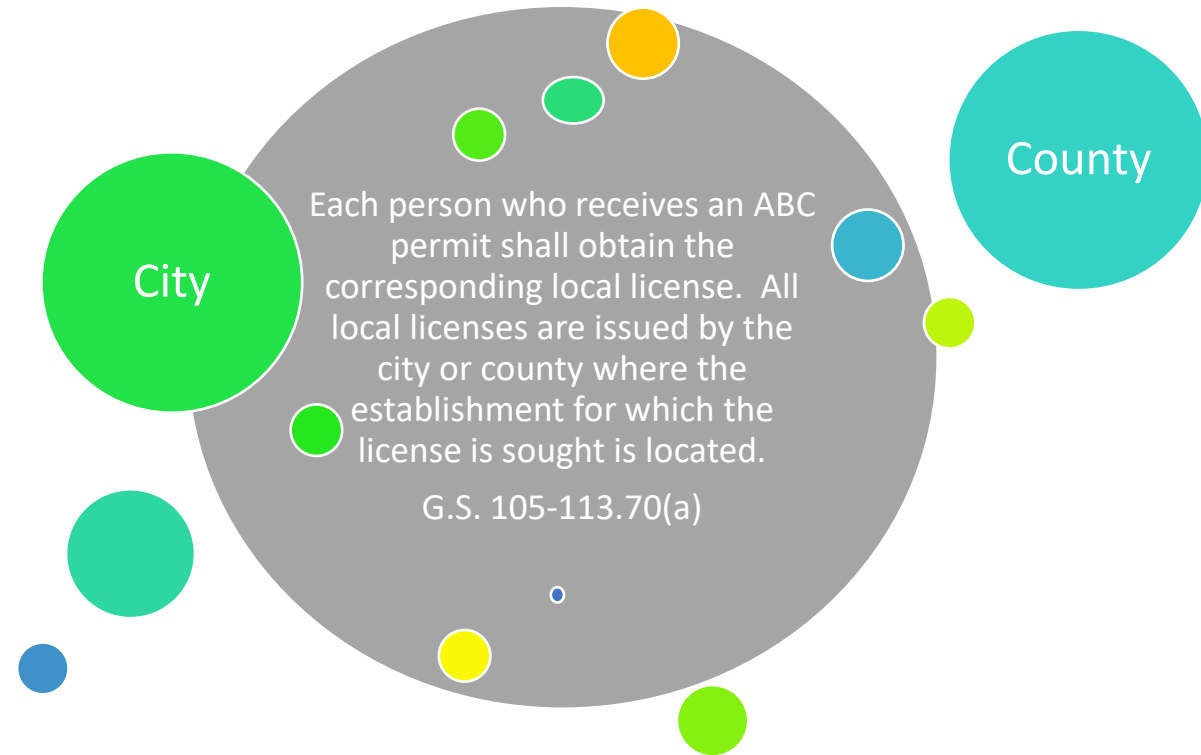 County
City
Each person who receives an ABC
permit shall obtain the
corresponding local license.  All
local licenses are issued by the
city or county where the
establishment for which the
license is sought is located.
G.S. 105-113.70(a)